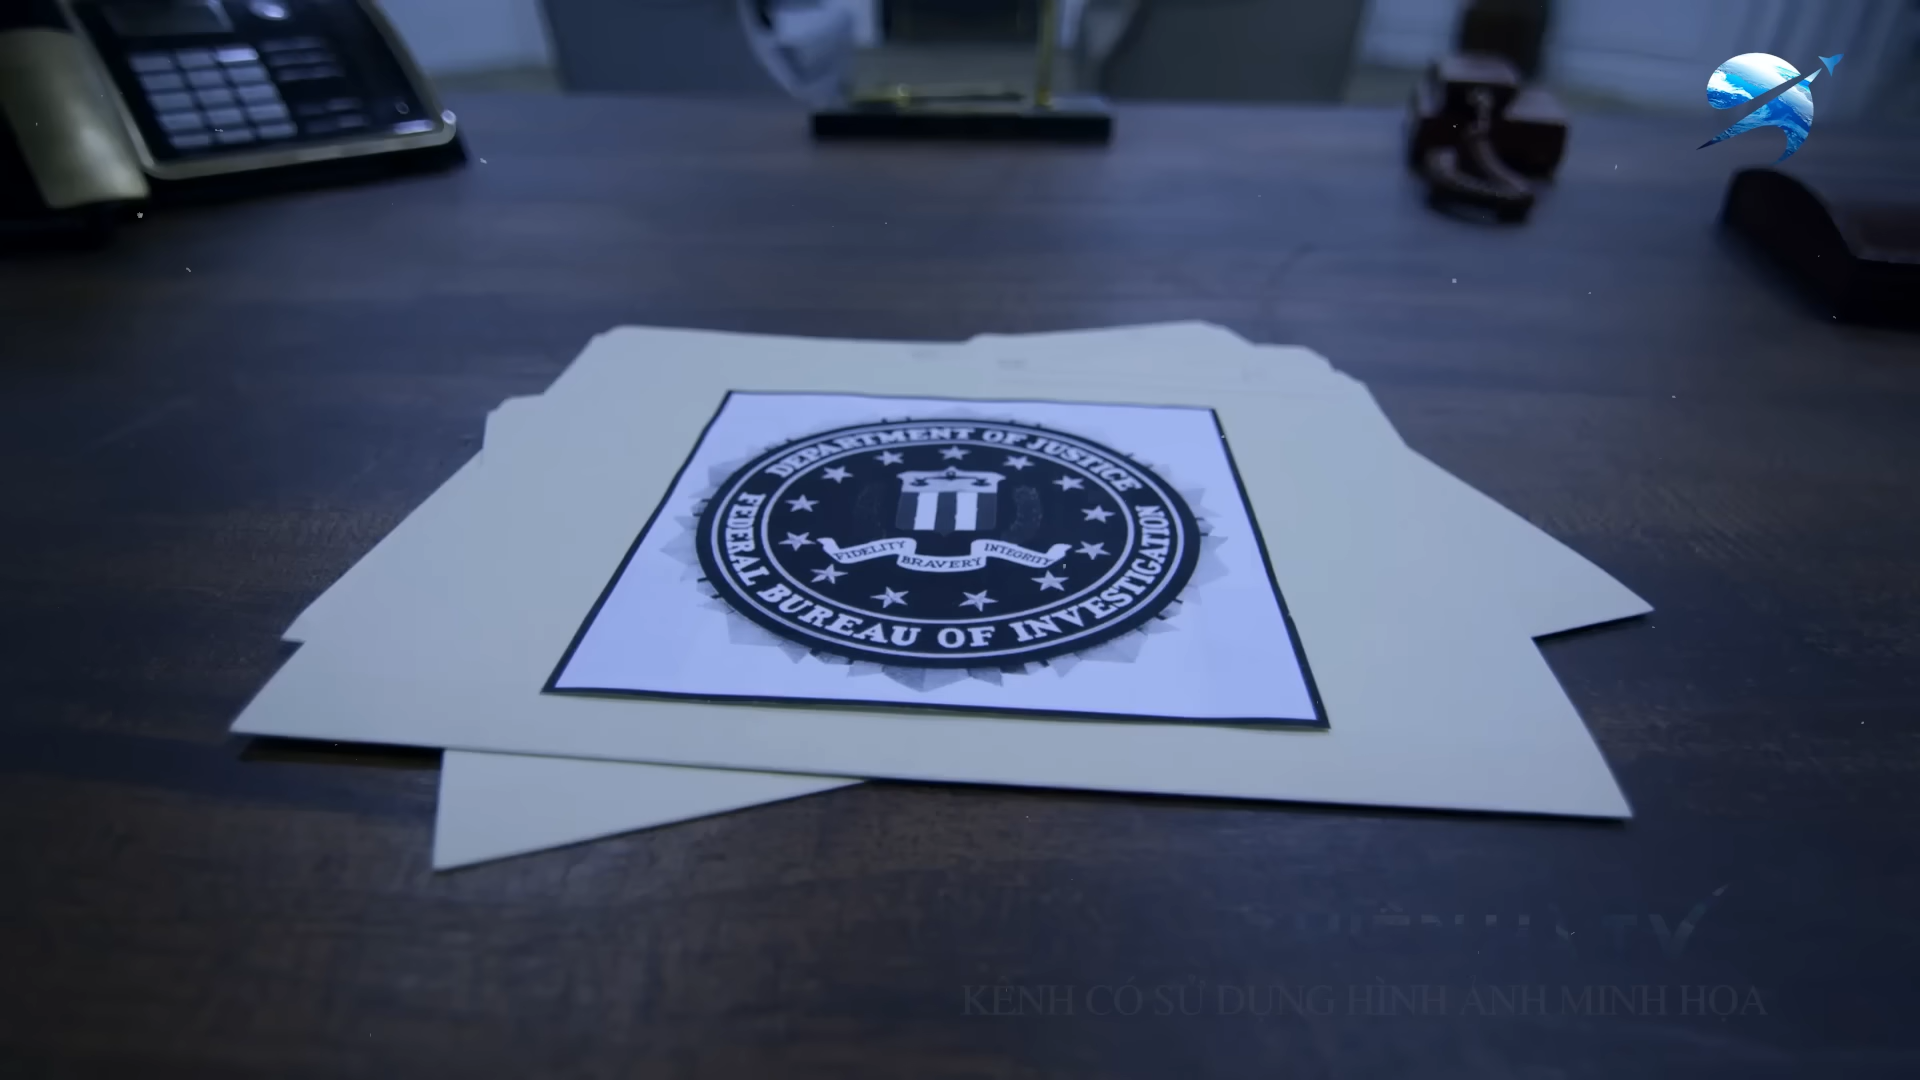 DEPARTMENT OF JUSTICE
FIDELITY BRAVERY INTEGRITY
FEDERAL BUREAU OF INVESTIGATION
KÊNH CÓ SỬ DỤNG HÌNH ẢNH MINH HỌA